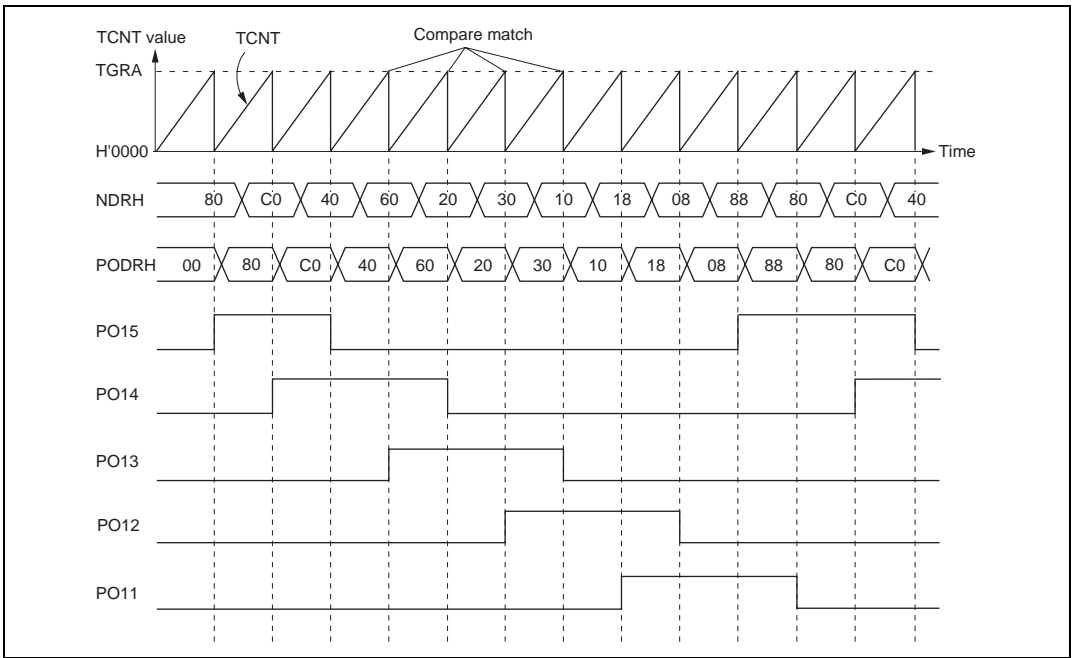 TCNT value TCNT Compare match
TGRA
H'0000 Time
NDRH 80 C0 40 60 20 30 10 18 08 88 80 C0 40
PODRH 00 80 C0 40 60 20 30 10 18 08 88 80 C0
PO15
PO14
PO13
PO12
PO11